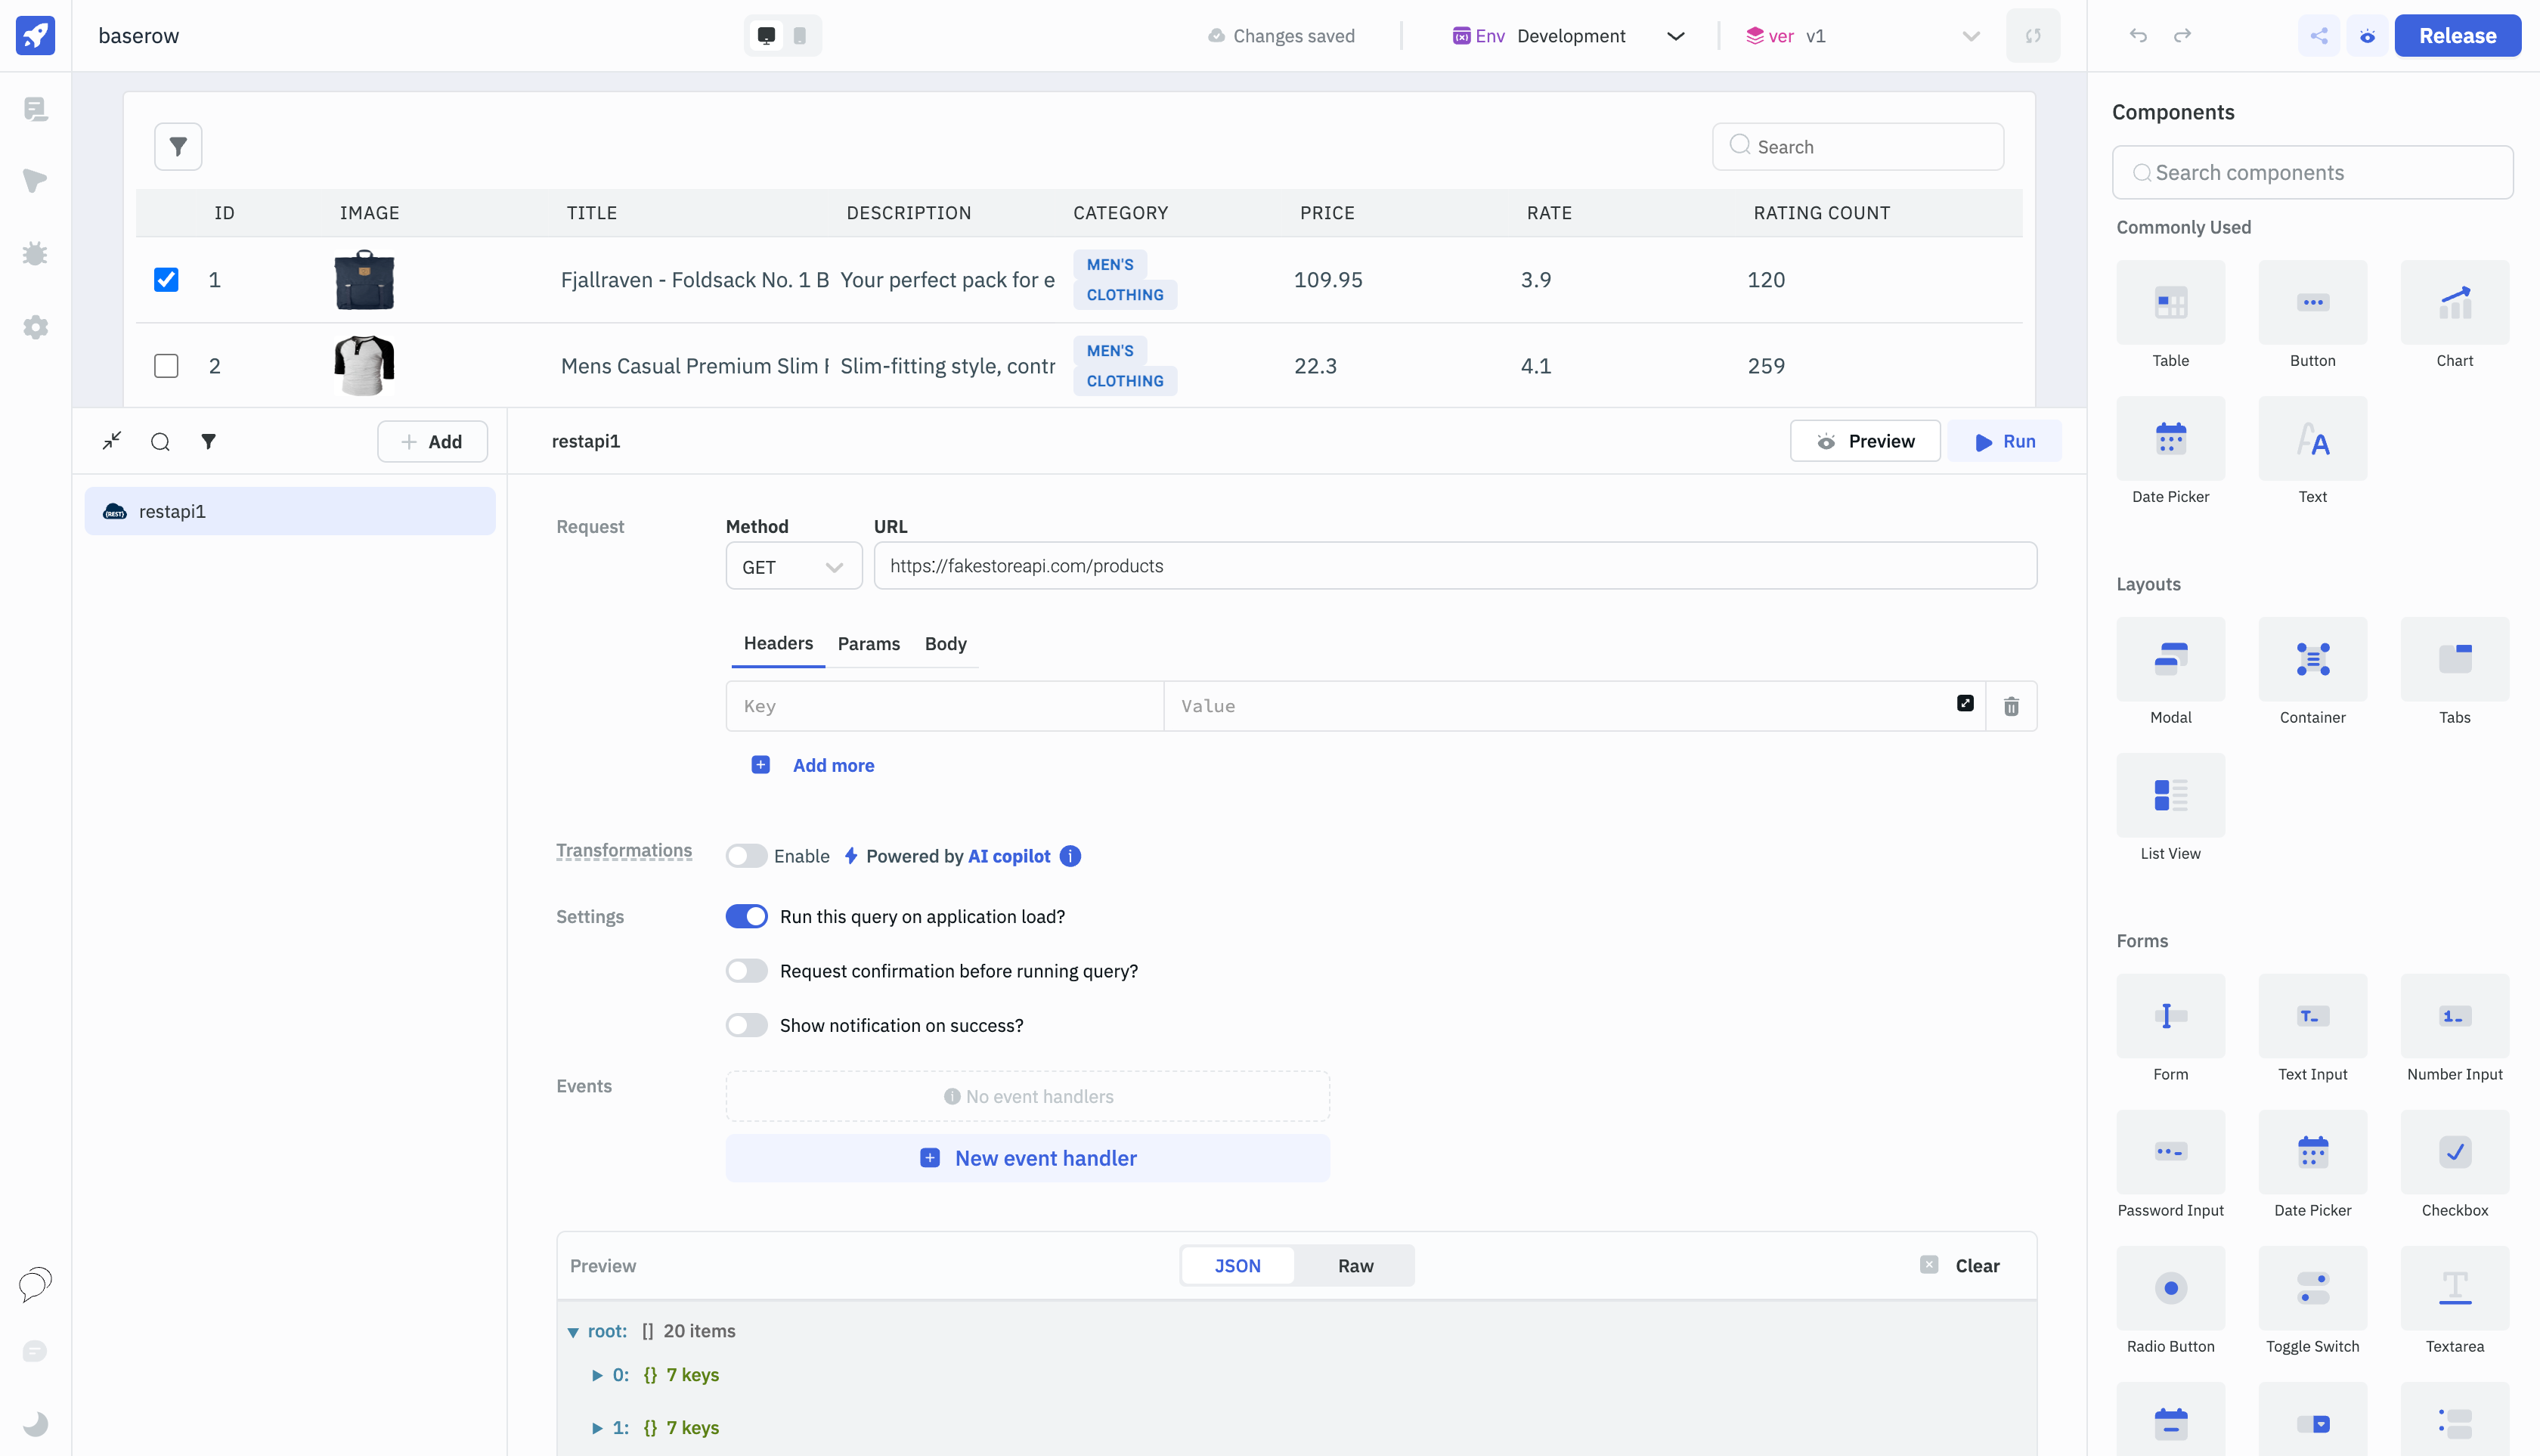 baserow
Changes saved
Env Development
ver v1
Release
Search
ID IMAGE TITLE DESCRIPTION CATEGORY PRICE RATE RATING COUNT
1 Fjallraven - Foldsack No. 1 B Your perfect pack for e MEN'S CLOTHING 109.95 3.9 120
2 Mens Casual Premium Slim F Slim-fitting style, contr MEN'S CLOTHING 22.3 4.1 259
Add
restapi1
restapi1
Preview
Run
Request
Method URL
GET https://fakestoreapi.com/products
Headers Params Body
Key Value
Add more
Transformations Enable Powered by AI copilot
Settings Run this query on application load?
Request confirmation before running query?
Show notification on success?
Events No event handlers
New event handler
Preview JSON Raw Clear
root: [] 20 items
0: {} 7 keys
1: {} 7 keys
Components
Search components
Commonly Used
Table Button Chart
Date Picker Text
Layouts
Modal Container Tabs
List View
Forms
Form Text Input Number Input
Password Input Date Picker Checkbox
Radio Button Toggle Switch Textarea